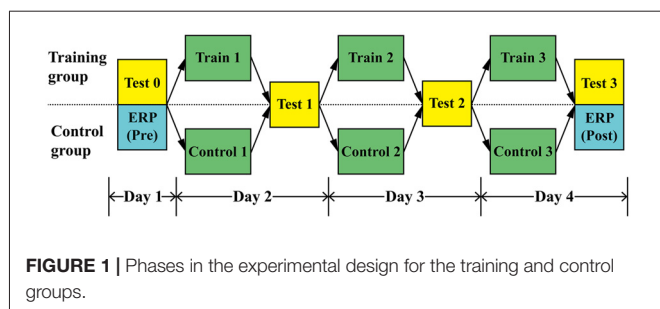 Training
group
Control
group
Test 0
ERP
(Pre)
Train 1
Control 1
Test 1
Train 2
Control 2
Test 2
Train 3
Control 3
Test 3
ERP
(Post)
Day 1
Day 2
Day 3
Day 4
FIGURE 1 | Phases in the experimental design for the training and control
groups.